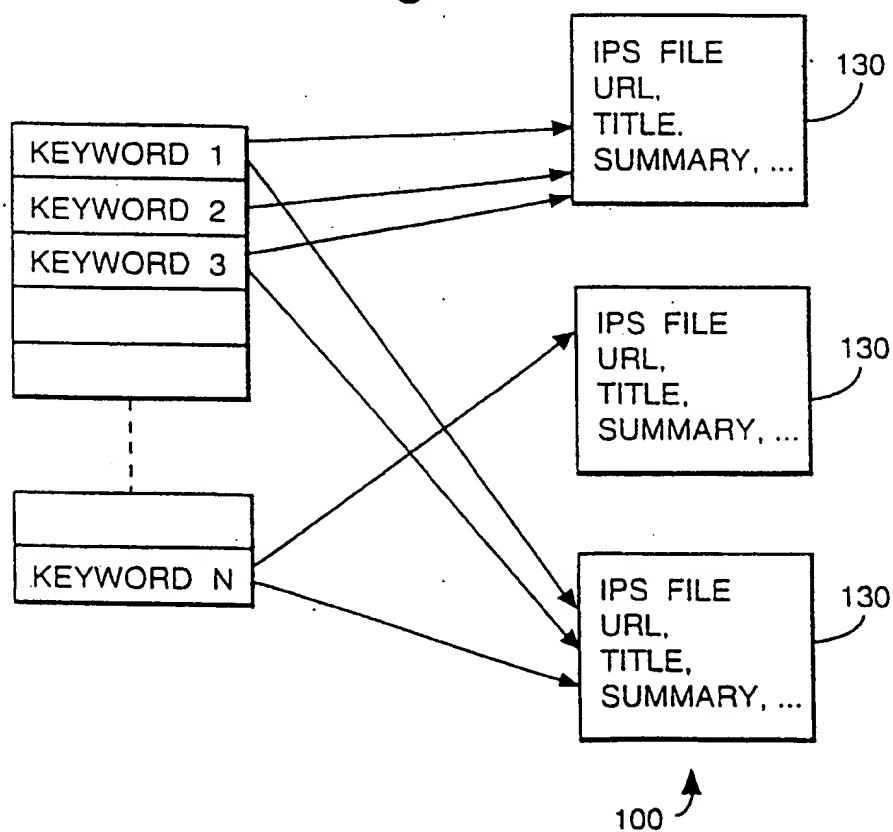 KEYWORD 1
KEYWORD 2
KEYWORD 3
KEYWORD N
IPS FILE
URL,
TITLE.
SUMMARY, ...
130
IPS FILE
URL,
TITLE,
SUMMARY, ...
130
IPS FILE
URL,
TITLE,
SUMMARY, ...
130
100